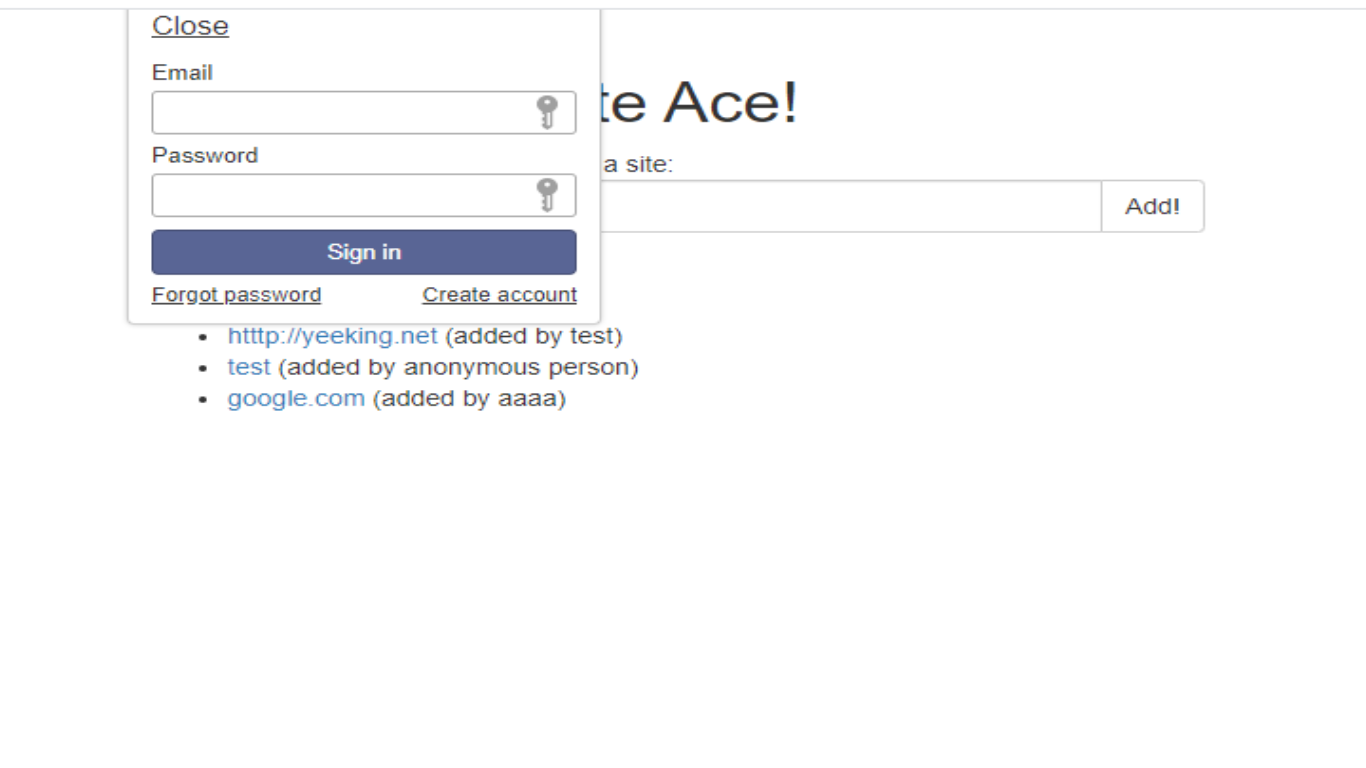 Close
Email
te Ace!
Password
a site:
Add!
Sign in
Forgot password Create account
htttp://yeeking.net (added by test)
test (added by anonymous person)
google.com (added by aaaa)